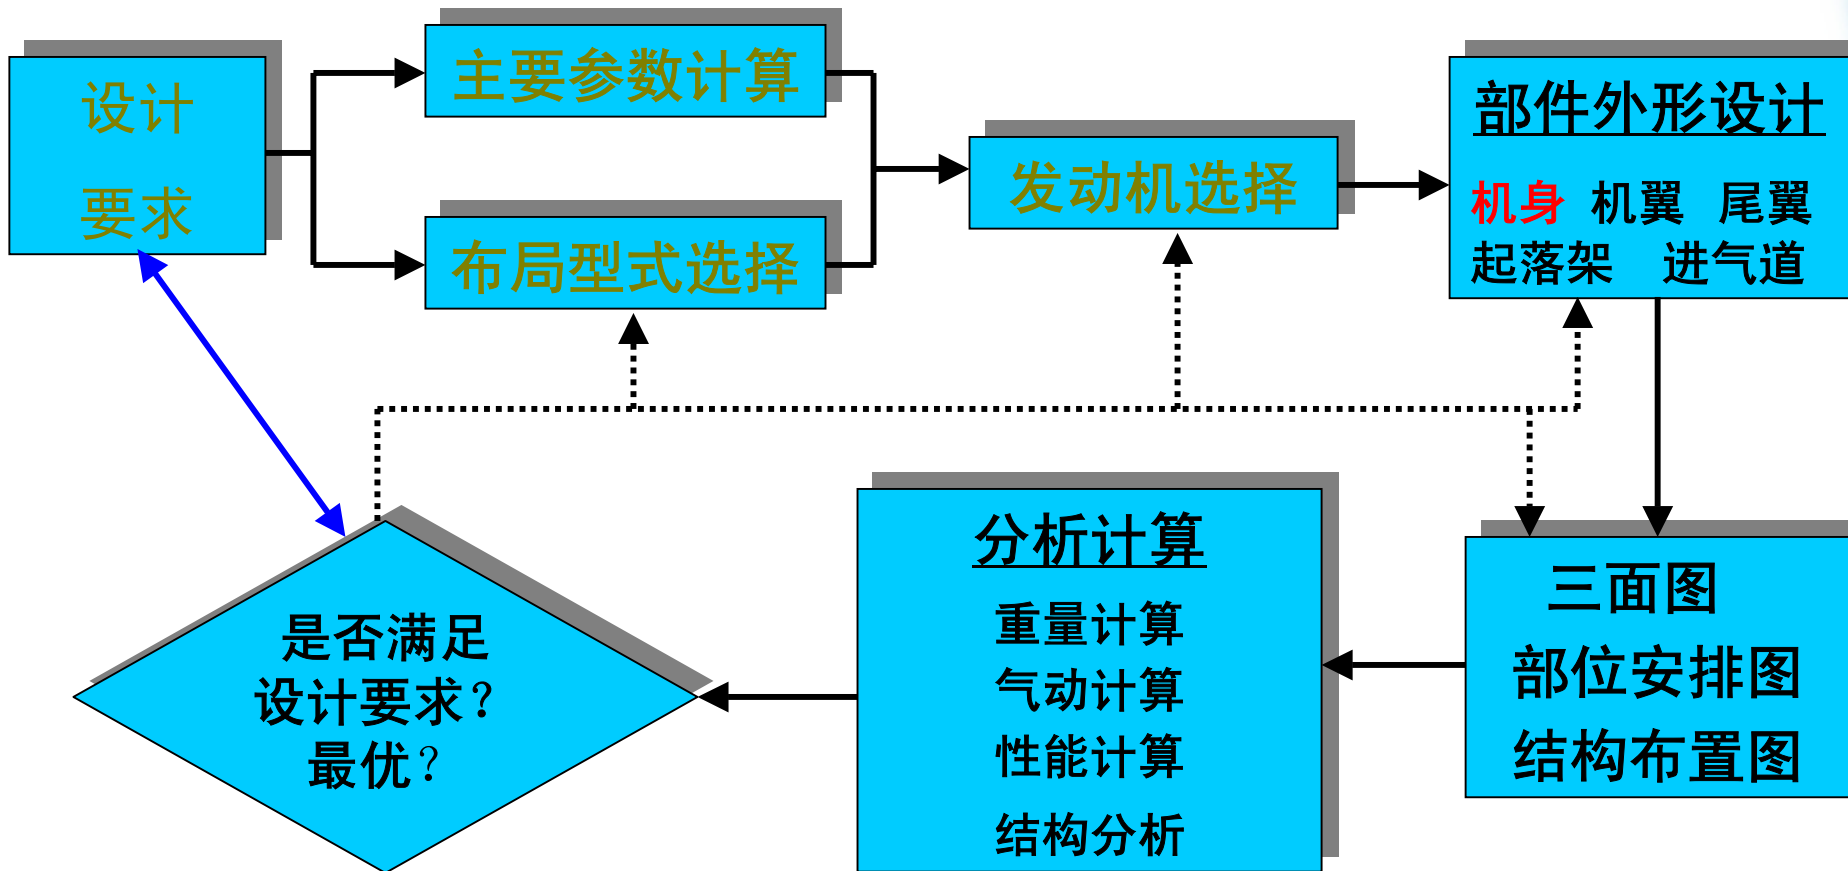 设计
要求
主要参数计算
布局型式选择
发动机选择
部件外形设计
机身 机翼 尾翼
起落架 进气道
三面图
部位安排图
结构布置图
分析计算
重量计算
气动计算
性能计算
结构分析
是否满足
设计要求？
最优？